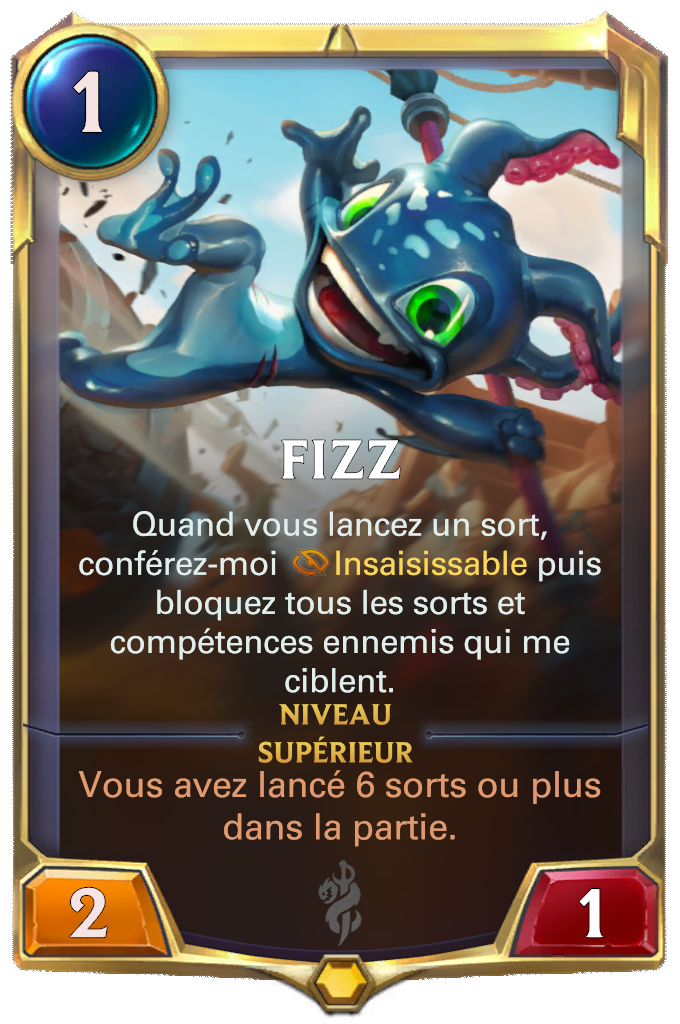 1
FIZZ
Quand vous lancez un sort,
conférez-moi Insaisissable puis
bloquez tous les sorts et
compétences ennemis qui me
ciblent.
NIVEAU
SUPÉRIEUR
Vous avez lancé 6 sorts ou plus
dans la partie.
2
1